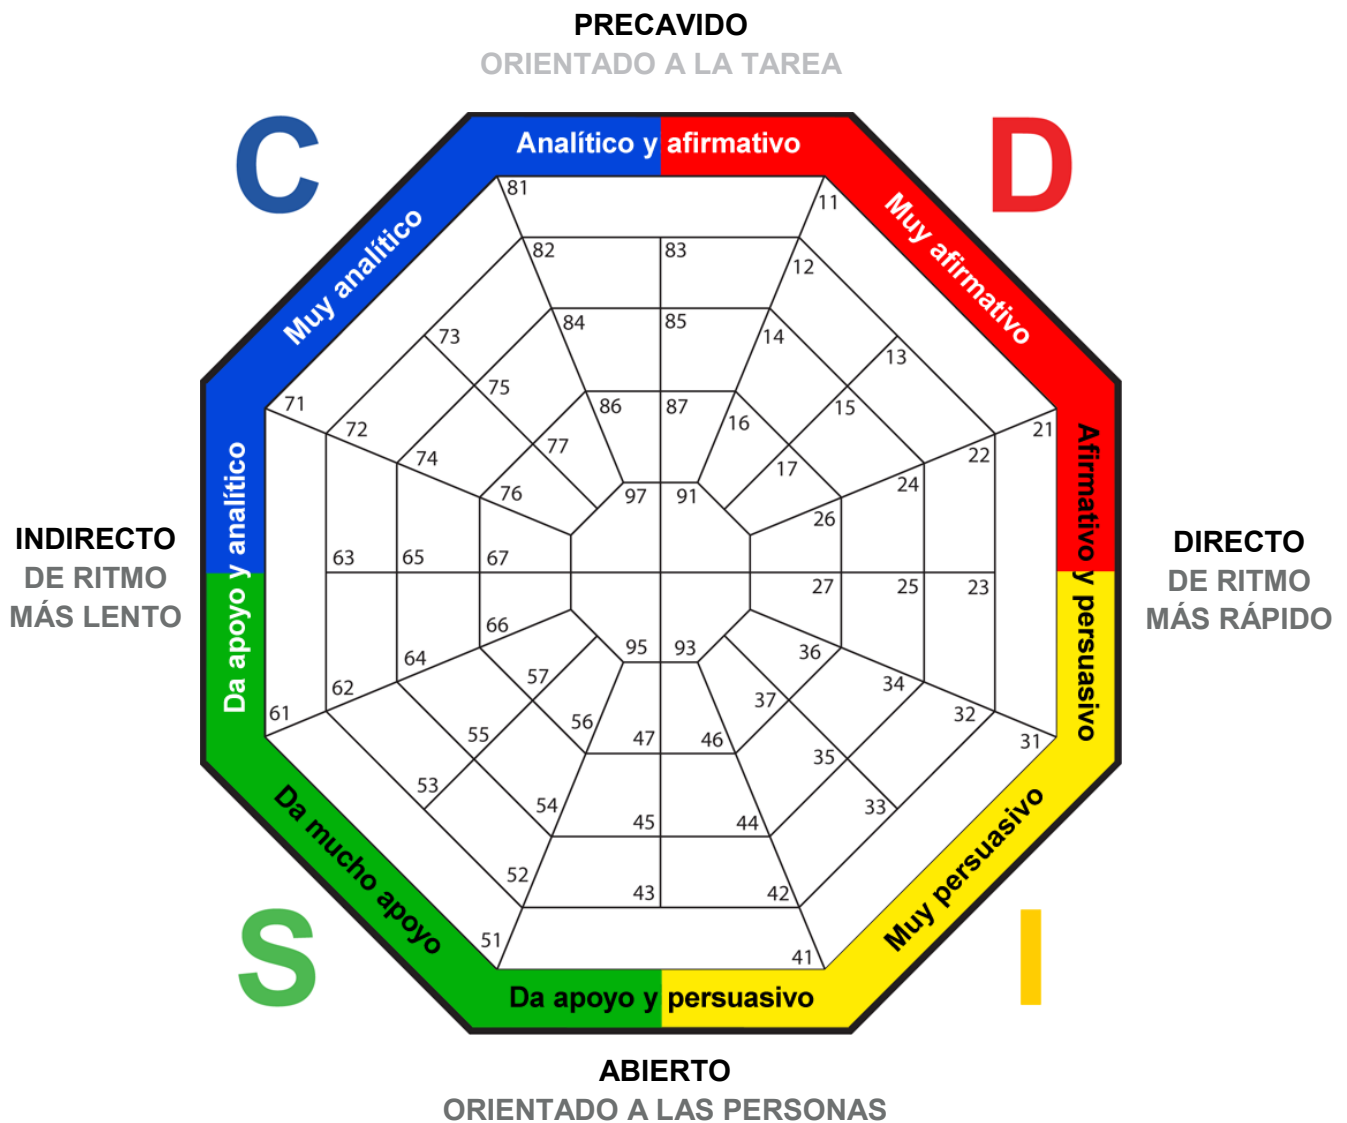 PRECAVIDO
ORIENTADO A LA TAREA
C
D
Analítico y afirmativo
Muy analítico
Muy afirmativo
81
11
82
83
12
84
85
14
73
13
75
15
71
86
87
16
21
72
22
77
17
74
24
76
97
91
26
Da apoyo y analítico
Afirmativo y persuasivo
INDIRECTO
DE RITMO
MÁS LENTO
DIRECTO
DE RITMO
MÁS RÁPIDO
63
65
67
27
25
23
66
95
93
36
64
57
37
34
62
61
56
47
46
32
31
55
35
53
33
54
45
44
52
43
42
51
41
Da mucho apoyo
Muy persuasivo
S
I
Da apoyo y persuasivo
ABIERTO
ORIENTADO A LAS PERSONAS